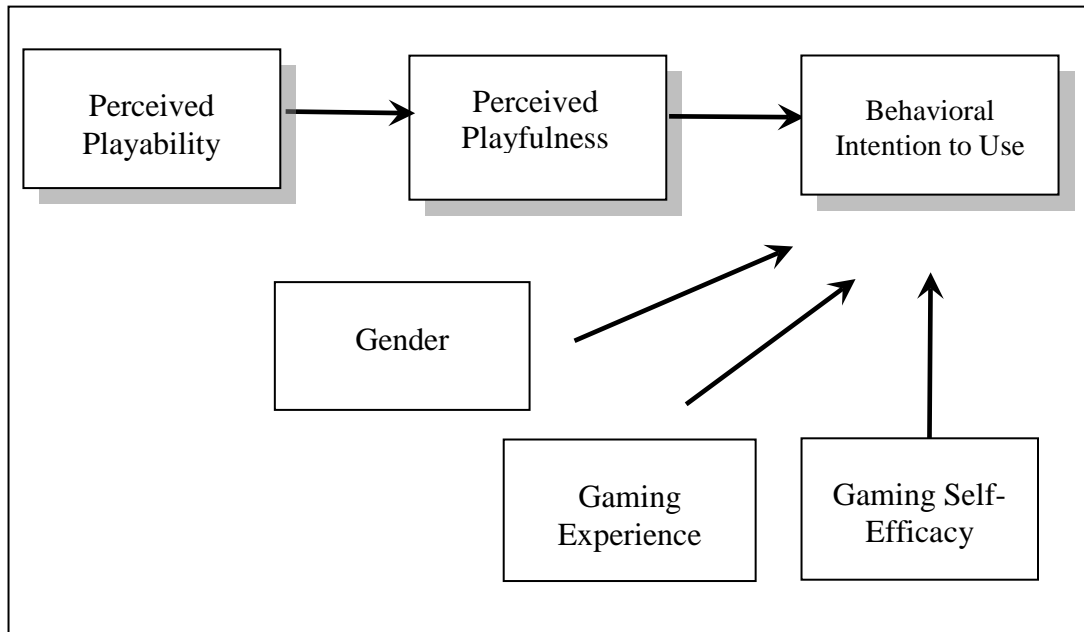 Perceived
Playability
Perceived
Playfulness
Behavioral
Intention to Use
Gender
Gaming
Experience
Gaming Self-
Efficacy